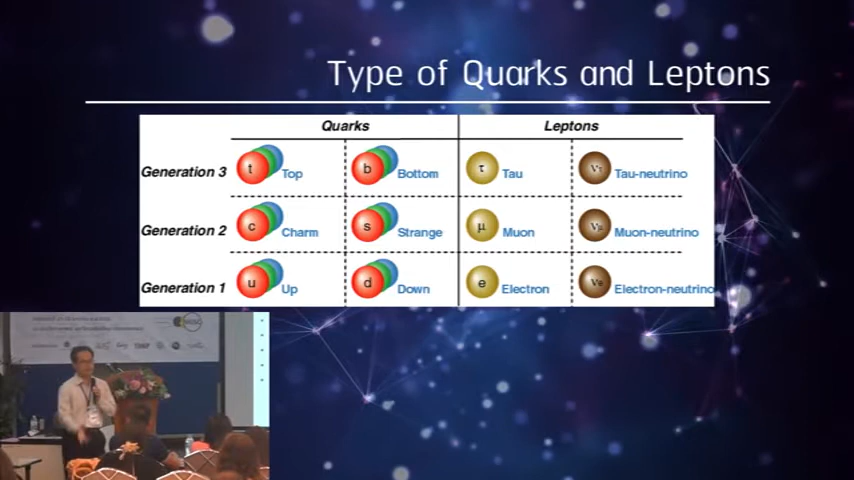 Type of Quarks and Leptons
Quarks Leptons
Generation 3 t Top b Bottom τ Tau ντ Tau-neutrino
Generation 2 c Charm s Strange μ Muon νμ Muon-neutrino
Generation 1 u Up d Down e Electron νe Electron-neutrino